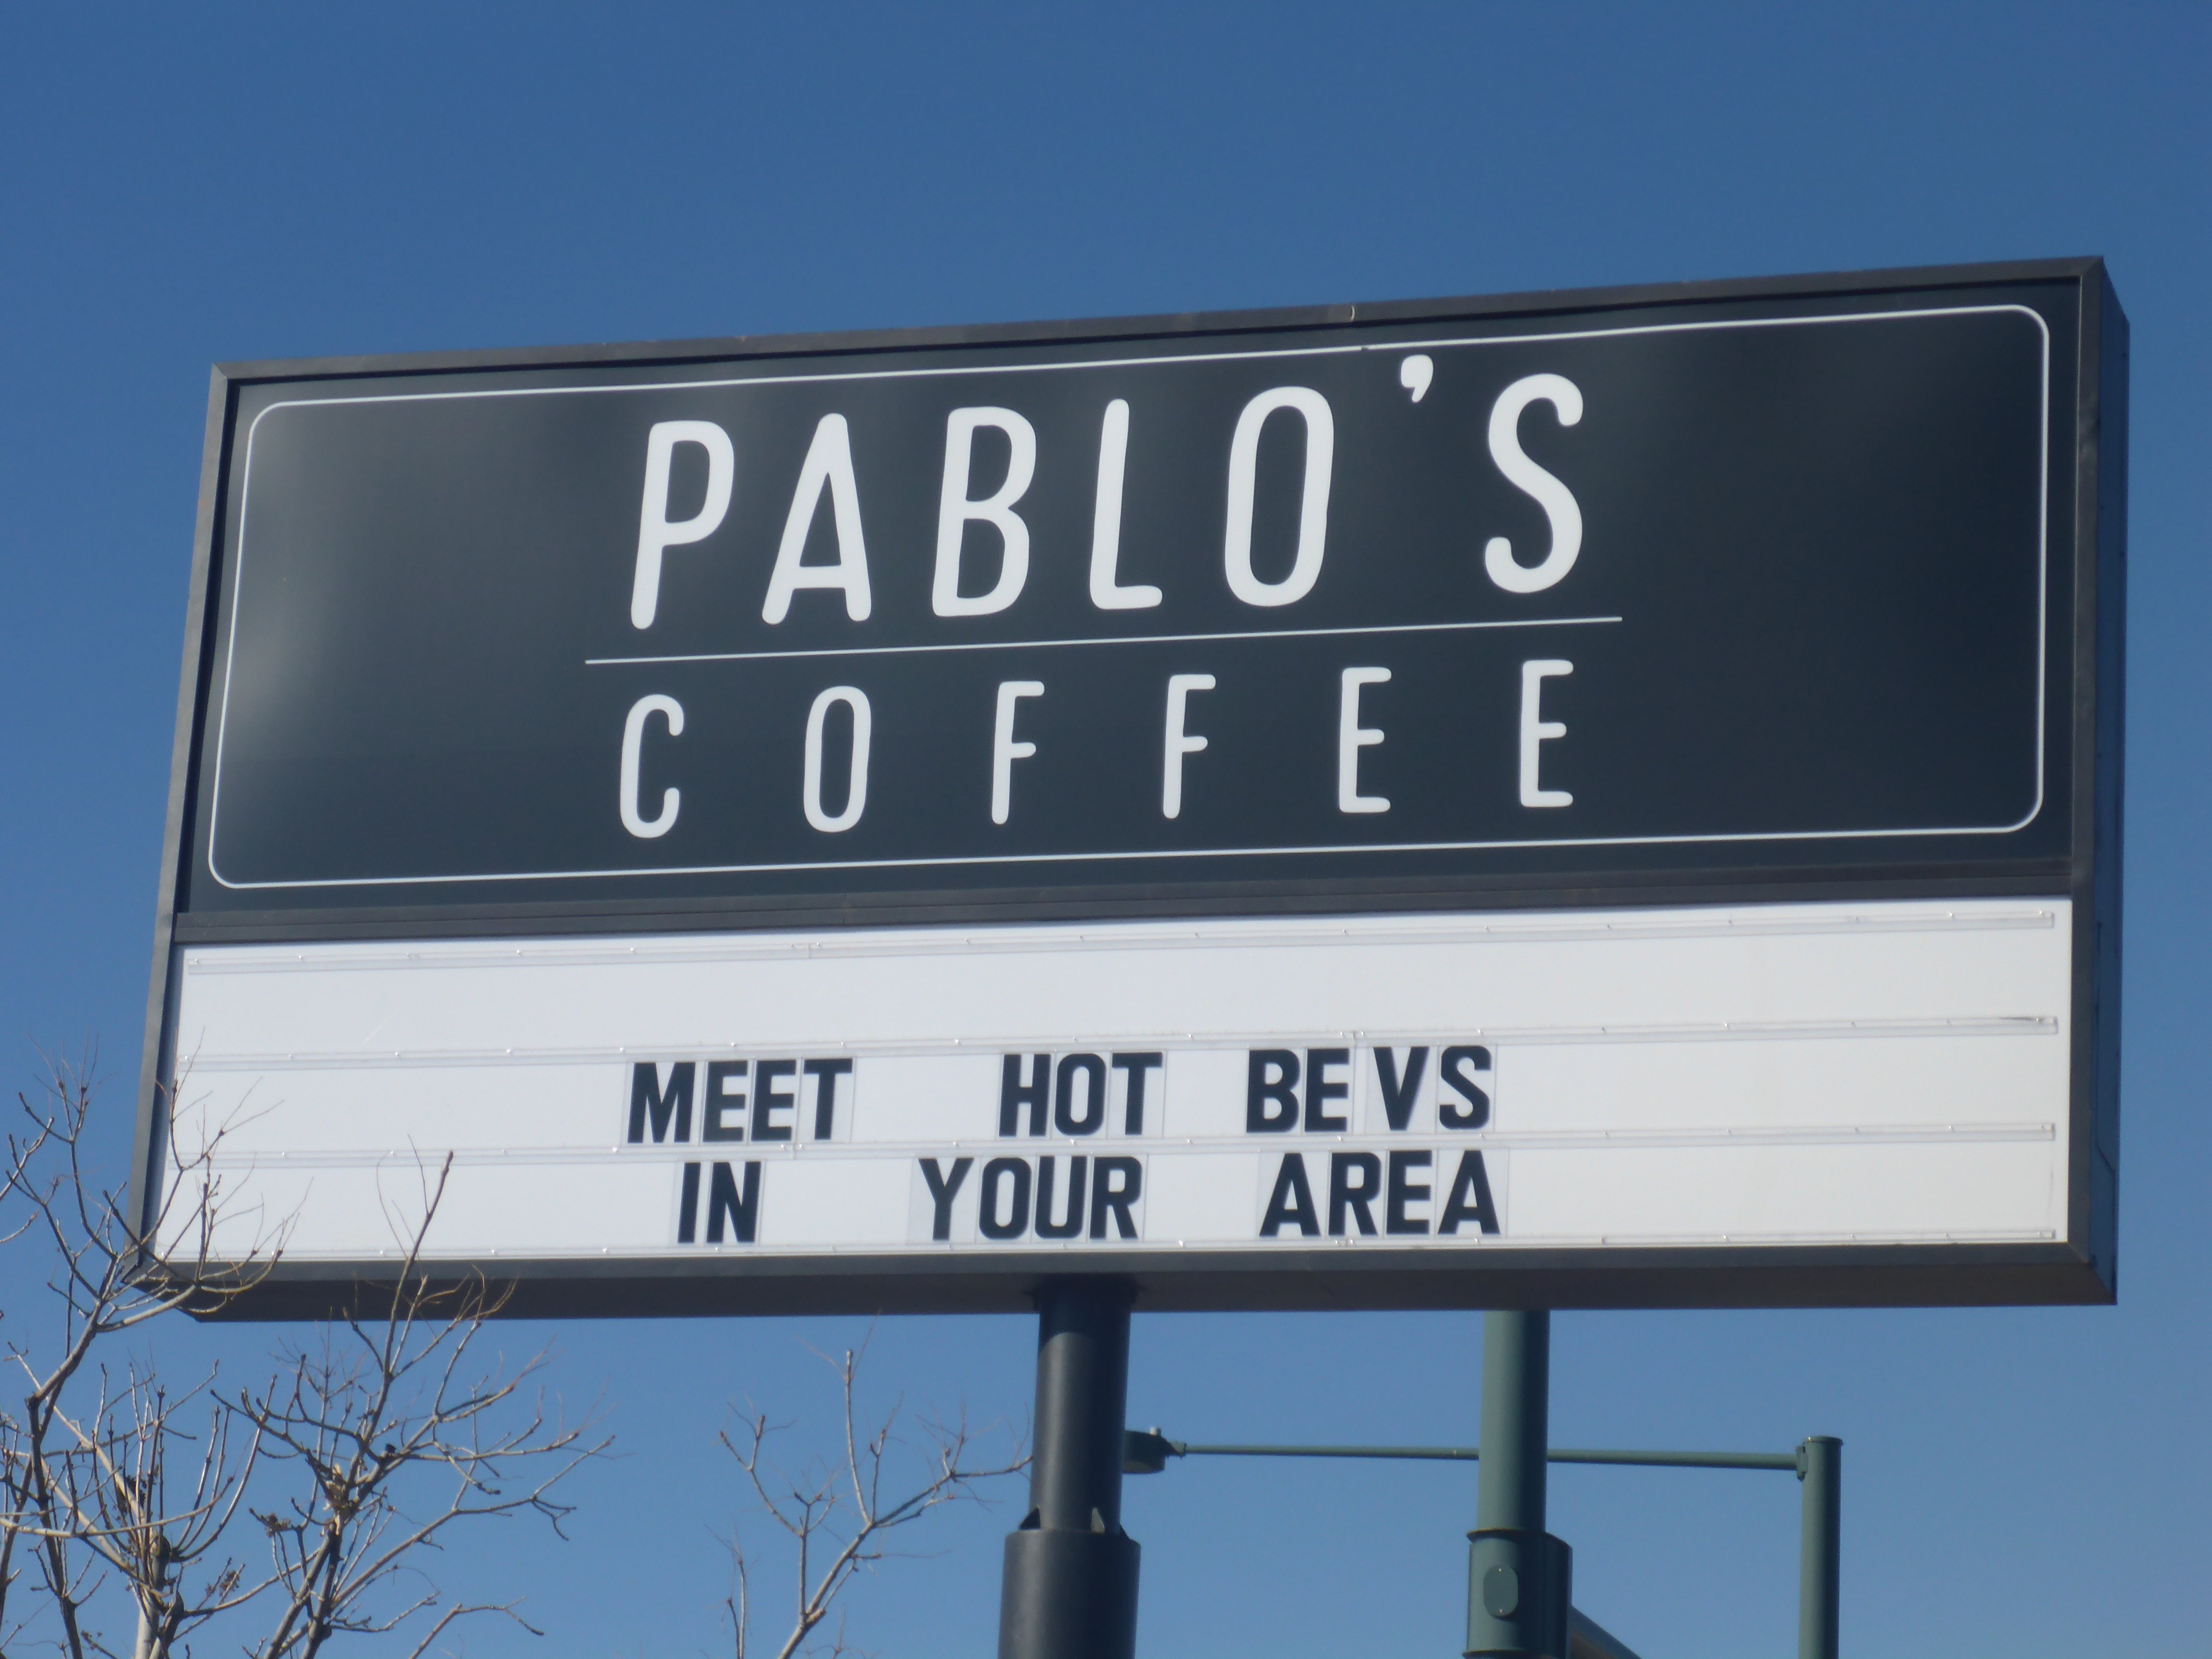 PABLO'S
COFFEE
MEET HOT BEVS
IN YOUR AREA